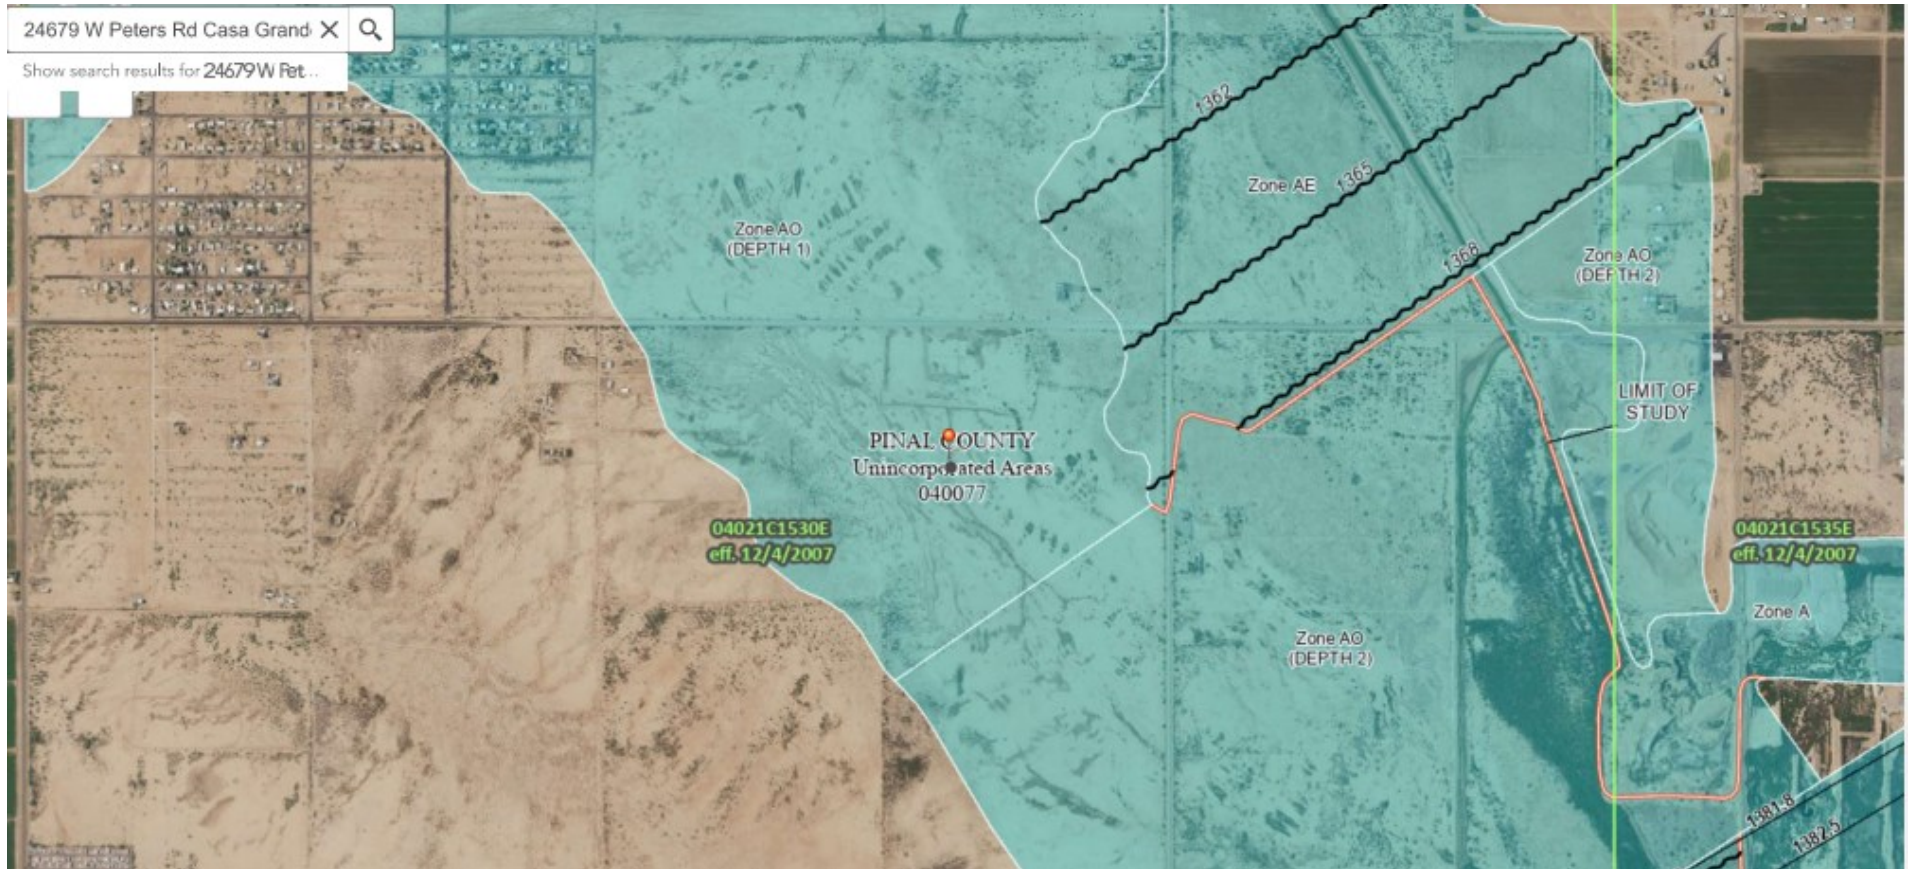 24679 W Peters Rd Casa Grand
Show search results for 24679 W Pet...
1362
Zone AE
1365
Zone AO
(DEPTH 1)
1368
Zone AO
(DEPTH 2)
LIMIT OF
STUDY
PINAL COUNTY
Unincorporated Areas
040077
04021C1530E
eff. 12/4/2007
04021C1535E
eff. 12/4/2007
Zone A
Zone AO
(DEPTH 2)
1381.8
1382.5